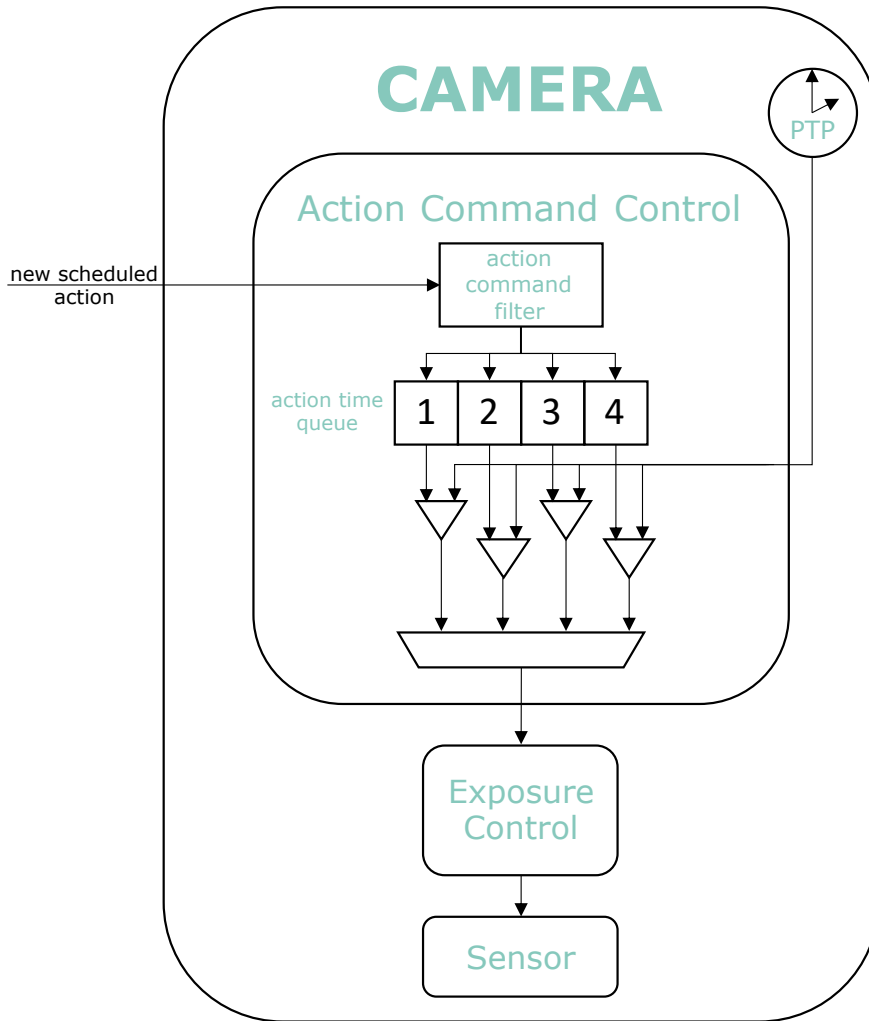 CAMERA
PTP
Action Command Control
action
command
filter
new scheduled
action
action time
queue
1 2 3 4
Exposure
Control
Sensor